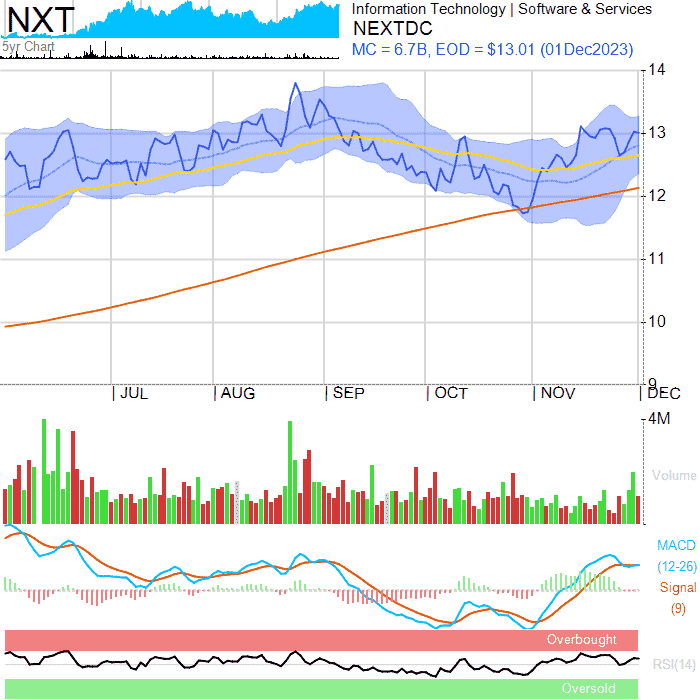 NXT
5yr Chart
Information Technology | Software & Services
NEXTDC
MC = 6.7B, EOD = $13.01 (01Dec2023)
14
13
12
11
10
9
JUL AUG SEP OCT NOV DEC
4M
Volume
MACD
(12-26)
Signal
(9)
Overbought
RSI(14)
Oversold